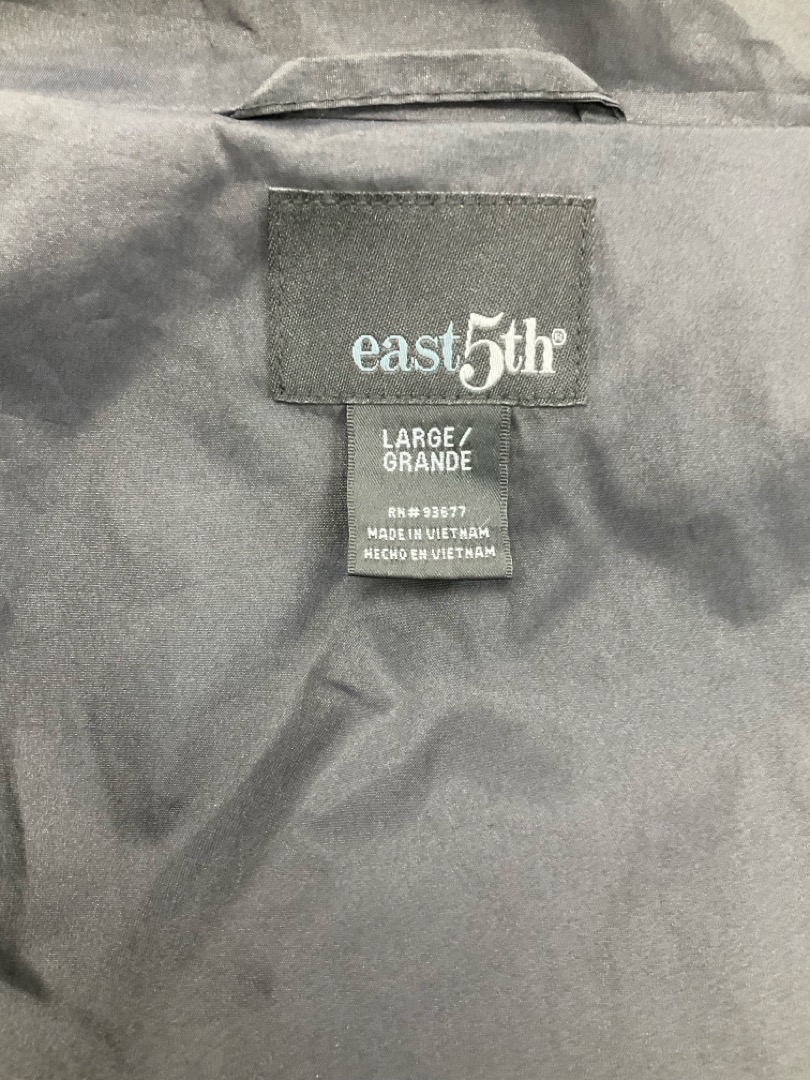 east5th®
LARGE/
GRANDE
RN#93677
MADE IN VIETNAM
HECHO EN VIETNAM